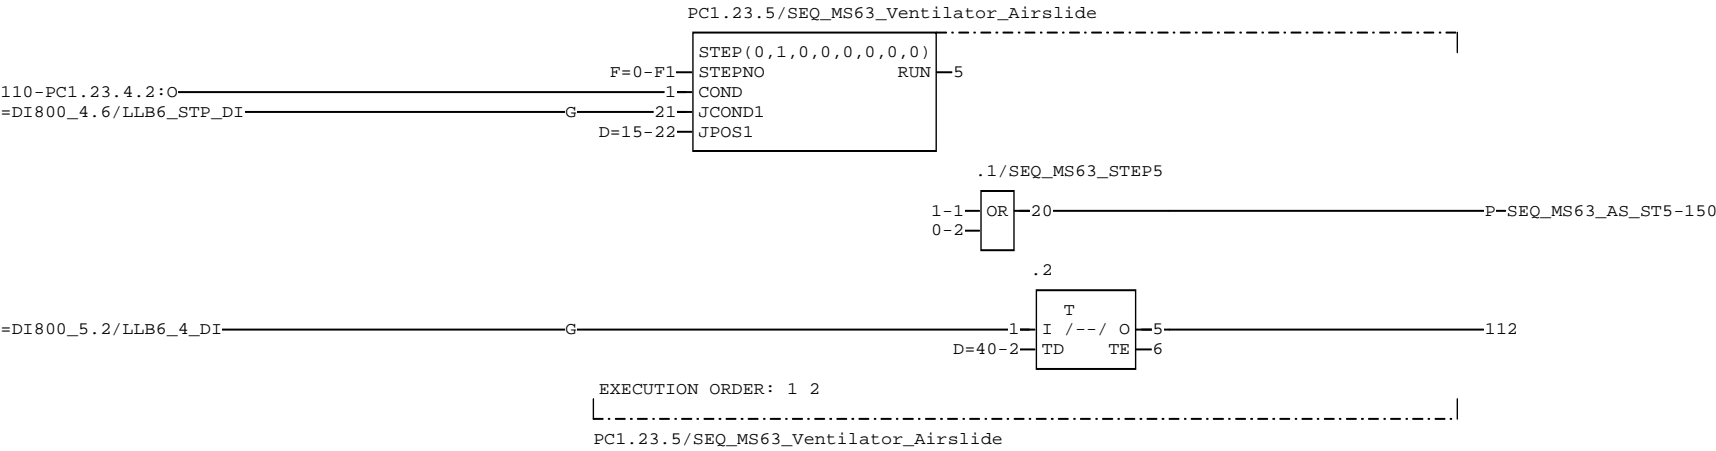 PC1.23.5/SEQ_MS63_Ventilator_Airslide
STEP(0,1,0,0,0,0,0,0)
F=0-F1 STEPNO RUN 5
110-PC1.23.4.2:O 1 COND
=DI800_4.6/LLB6_STP_DI G 21 JCOND1
D=15-22 JPOS1
.1/SEQ_MS63_STEP5
1-1 OR 20 P-SEQ_MS63_AS_ST5-150
0-2
.2
T
=DI800_5.2/LLB6_4_DI G 1 I /--/ O 5 112
D=40-2 TD TE 6
EXECUTION ORDER: 1 2
PC1.23.5/SEQ_MS63_Ventilator_Airslide